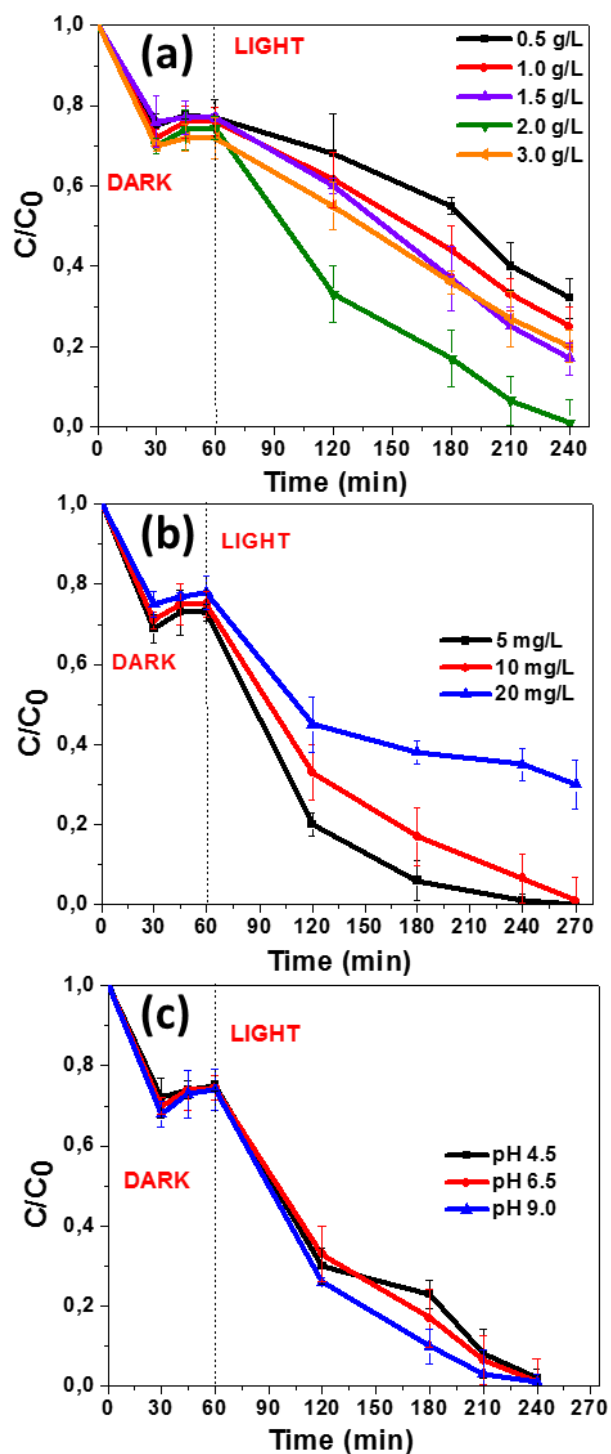 (a)
LIGHT
0.5 g/L
1.0 g/L
1.5 g/L
2.0 g/L
3.0 g/L
DARK
C/C0
1,0
0,8
0,6
0,4
0,2
0,0
0 30 60 90 120 150 180 210 240
Time (min)
(b)
LIGHT
DARK
5 mg/L
10 mg/L
20 mg/L
C/C0
1,0
0,8
0,6
0,4
0,2
0,0
0 30 60 90 120 150 180 210 240 270
Time (min)
(c)
LIGHT
DARK
pH 4.5
pH 6.5
pH 9.0
C/C0
1,0
0,8
0,6
0,4
0,2
0,0
0 30 60 90 120 150 180 210 240 270
Time (min)